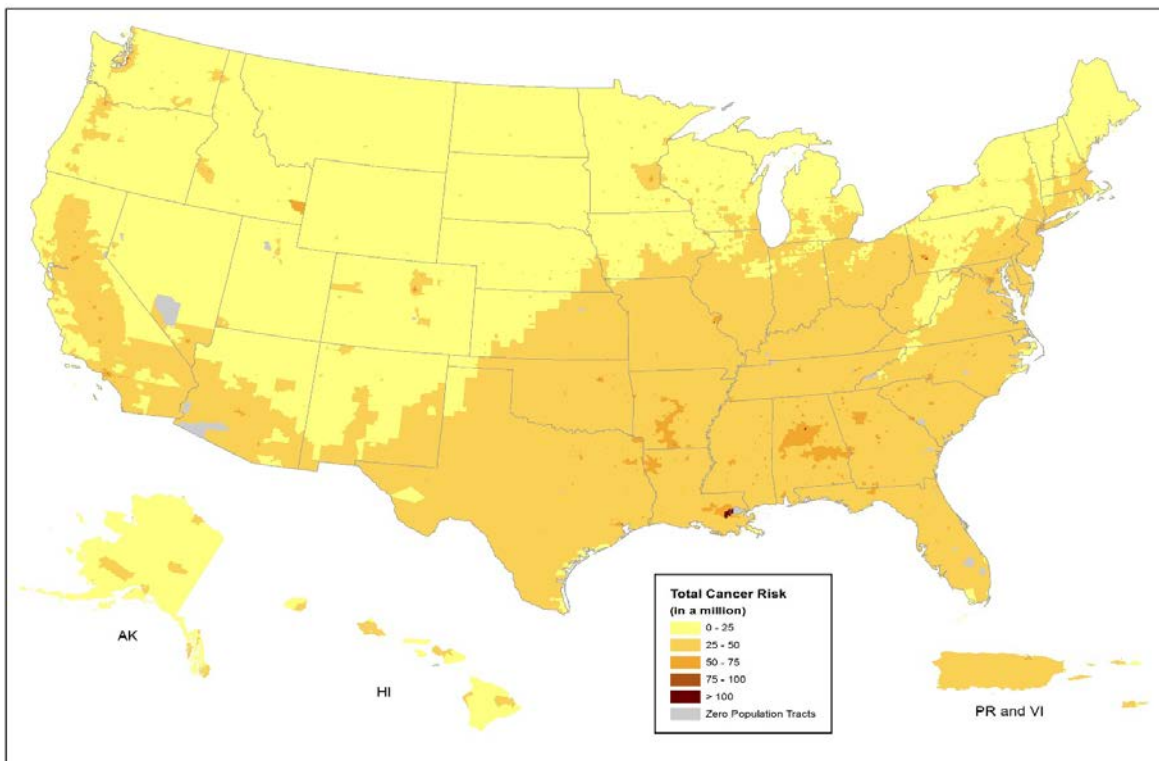 AK
HI
Total Cancer Risk
(in a million)
0 - 25
25 - 50
50 - 75
75 - 100
> 100
Zero Population Tracts
PR and VI